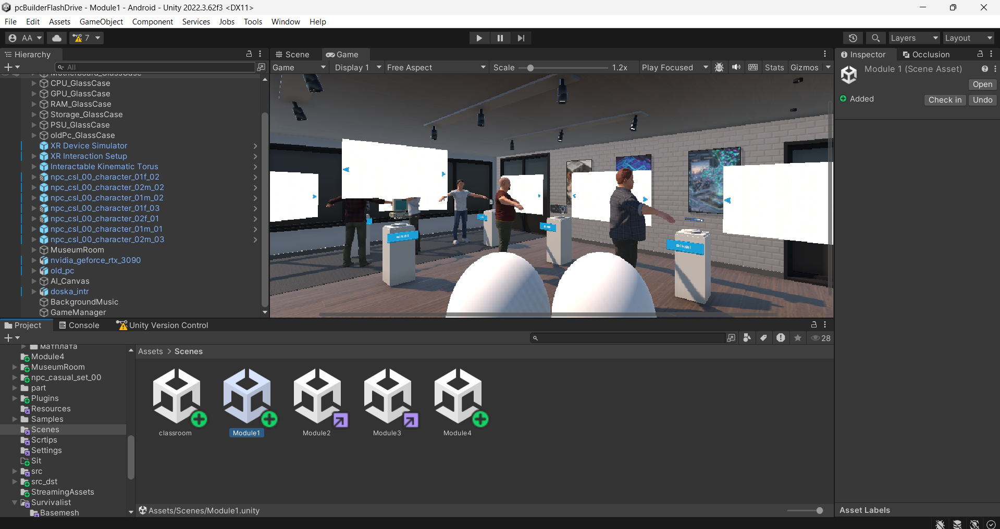 pcBuilderFlashDrive - Module1 - Android - Unity 2022.3.62f3 <DX11>
File Edit Assets GameObject Component Services Jobs Tools Window Help
AA 7 Layers Layout
Hierarchy
All
Motherboard_GlassCase
CPU_GlassCase
GPU_GlassCase
RAM_GlassCase
Storage_GlassCase
PSU_GlassCase
oldPc_GlassCase
XR Device Simulator
XR Interaction Setup
Interactable Kinematic Torus
npc_csl_00_character_01f_02
npc_csl_00_character_02m_02
npc_csl_00_character_01m_02
npc_csl_00_character_01f_03
npc_csl_00_character_02f_01
npc_csl_00_character_01m_01
npc_csl_00_character_02m_03
MuseumRoom
nvidia_geforce_rtx_3090
old_pc
AI_Canvas
doska_intr
BackgroundMusic
GameManager
Scene Game
Game Display 1 Free Aspect Scale 1.2x Play Focused Stats Gizmos
Inspector Occlusion
Module 1 (Scene Asset)
Open
Added Check in Undo
Project Console Unity Version Control
28
матплата
Module4
MuseumRoom
npc_casual_set_00
part
Plugins
Resources
Samples
Scenes
Scrtips
Settings
Sit
src
src_dst
StreamingAssets
Survivalist
Basemesh
Assets > Scenes
classroom Module1 Module2 Module3 Module4
Assets/Scenes/Module1.unity
Asset Labels